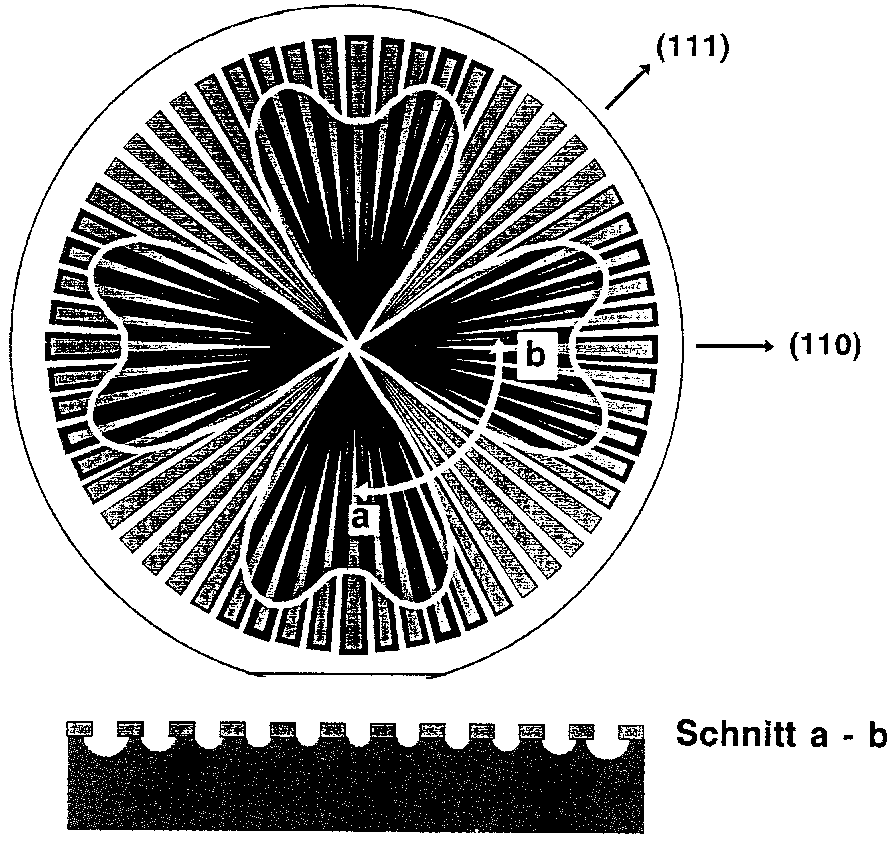 (111)
(110)
b
a
Schnitt a - b